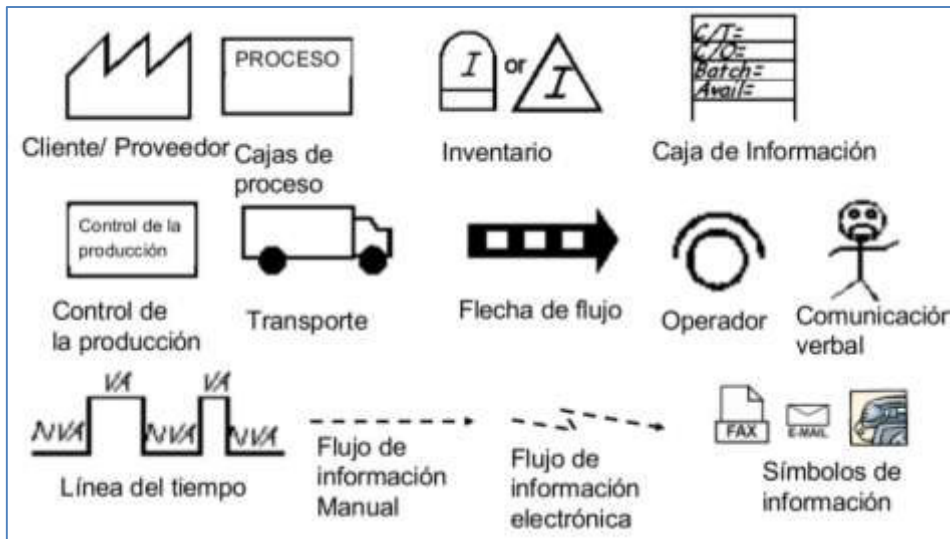 PROCESO
I or I
C/T=
C/O=
Batch=
Avail=
Cliente/ Proveedor
Cajas de
proceso
Inventario
Caja de Información
Control de la
producción
Control de
la producción
Transporte
Flecha de flujo
Operador
Comunicación
verbal
VA VA
NVA NVA NVA
Línea del tiempo
Flujo de
información
Manual
Flujo de
información
electrónica
FAX
E-MAIL
Símbolos de
información